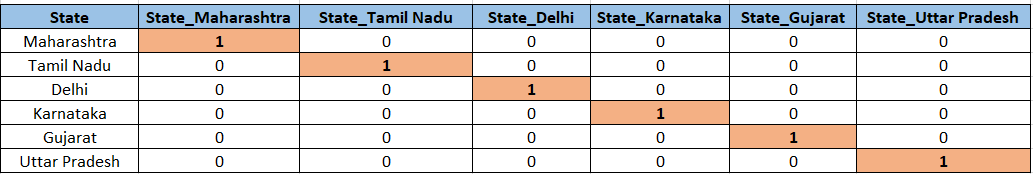 State State_Maharashtra State_Tamil Nadu State_Delhi State_Karnataka State_Gujarat State_Uttar Pradesh
Maharashtra 1 0 0 0 0 0
Tamil Nadu 0 1 0 0 0 0
Delhi 0 0 1 0 0 0
Karnataka 0 0 0 1 0 0
Gujarat 0 0 0 0 1 0
Uttar Pradesh 0 0 0 0 0 1